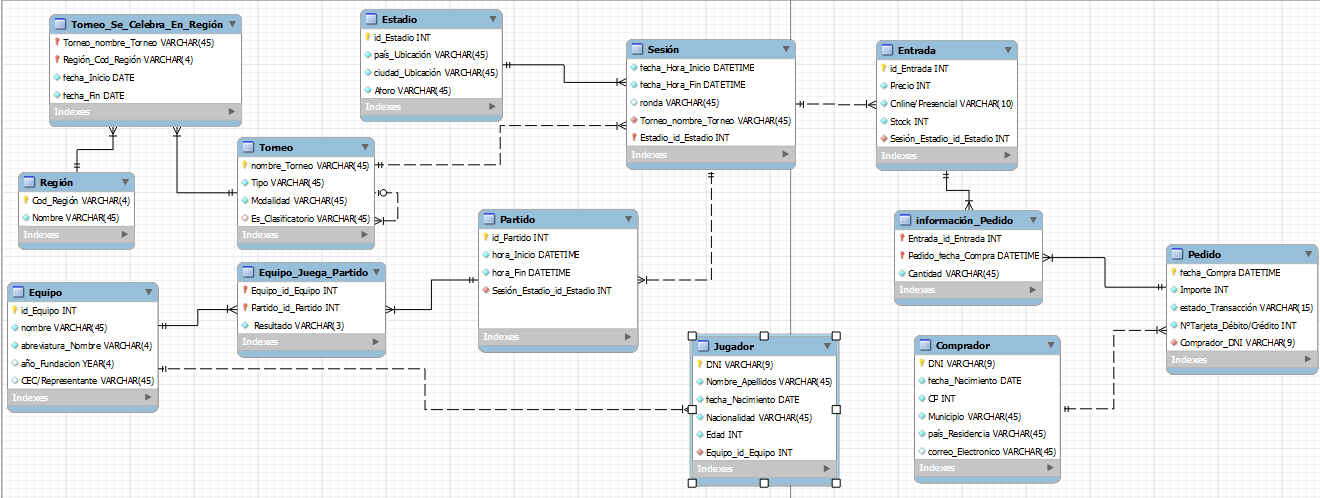 Torneo_Se_Celebra_En_Región
Torneo_nombre_Torneo VARCHAR(45)
Región_Cod_Región VARCHAR(4)
fecha_Inicio DATE
fecha_Fin DATE
Indexes
Estadio
id_Estadio INT
país_Ubicación VARCHAR(45)
ciudad_Ubicación VARCHAR(45)
Aforo VARCHAR(45)
Indexes
Sesión
fecha_Hora_Inicio DATETIME
fecha_Hora_Fin DATETIME
ronda VARCHAR(45)
Torneo_nombre_Torneo VARCHAR(45)
Estadio_id_Estadio INT
Indexes
Entrada
id_Entrada INT
Precio INT
Cnline/Presencial VARCHAR(10)
Stock INT
Sesión_Estadio_id_Estadio INT
Indexes
Región
Cod_Región VARCHAR(4)
Nombre VARCHAR(45)
Indexes
Torneo
nombre_Torneo VARCHAR(45)
Tipo VARCHAR(45)
Modalidad VARCHAR(45)
Es_Clasificatorio VARCHAR(45)
Indexes
Partido
id_Partido INT
hora_Inicio DATETIME
hora_Fin DATETIME
Sesión_Estadio_id_Estadio INT
Indexes
información_Pedido
Entrada_id_Entrada INT
Pedido_fecha_Compra DATETIME
Cantidad VARCHAR(45)
Indexes
Pedido
fecha_Compra DATETIME
Importe INT
estado_Transacción VARCHAR(15)
NºTarjeta_Débito/Crédito INT
Comprador_DNI VARCHAR(9)
Indexes
Equipo
id_Equipo INT
nombre VARCHAR(45)
abreviatura_Nombre VARCHAR(4)
año_Fundacion YEAR(4)
CEC/Representante VARCHAR(45)
Indexes
Equipo_Juega_Partido
Equipo_id_Equipo INT
Partido_id_Partido INT
Resultado VARCHAR(3)
Indexes
Jugador
DNI VARCHAR(9)
Nombre_Apellidos VARCHAR(45)
fecha_Nacimiento DATE
Nacionalidad VARCHAR(45)
Edad INT
Equipo_id_Equipo INT
Indexes
Comprador
DNI VARCHAR(9)
fecha_Nacimiento DATE
CP INT
Municipio VARCHAR(45)
país_Residencia VARCHAR(45)
correo_Electronico VARCHAR(45)
Indexes